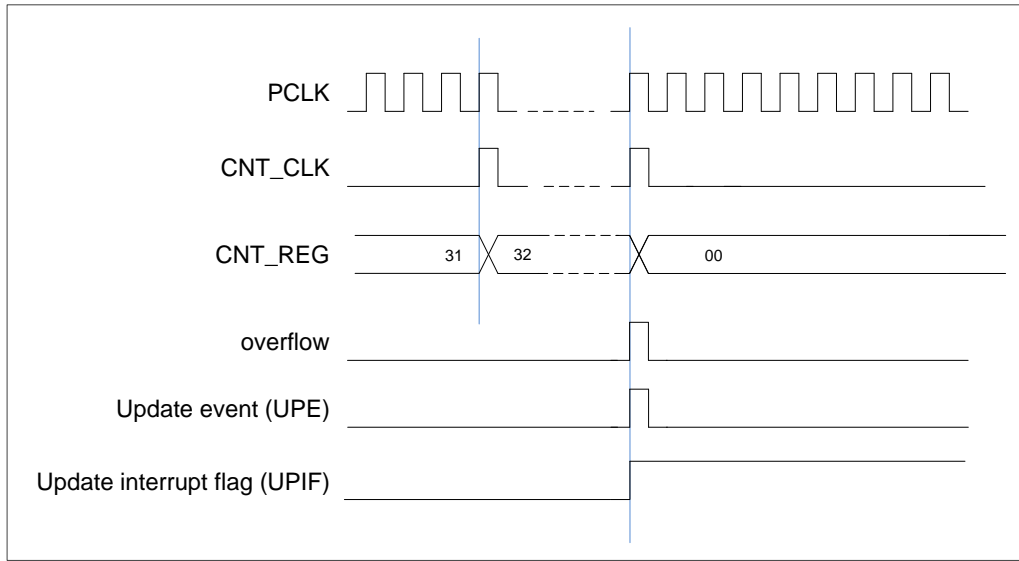 PCLK
CNT_CLK
CNT_REG
31
32
00
overflow
Update event (UPE)
Update interrupt flag (UPIF)